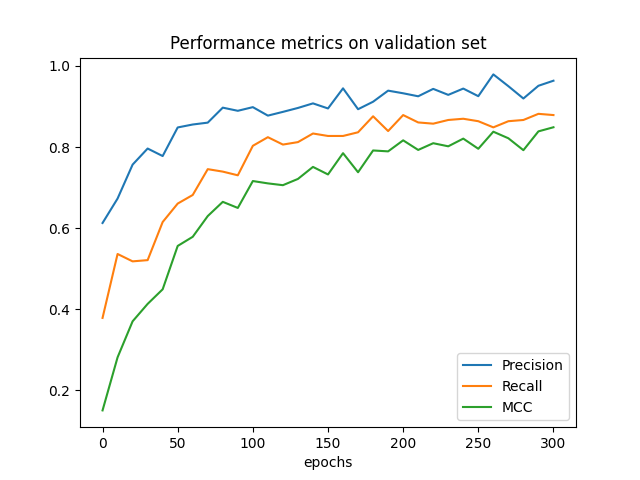 Performance metrics on validation set
1.0
0.8
0.6
0.4
0.2
Precision
Recall
MCC
0 50 100 150 200 250 300
epochs